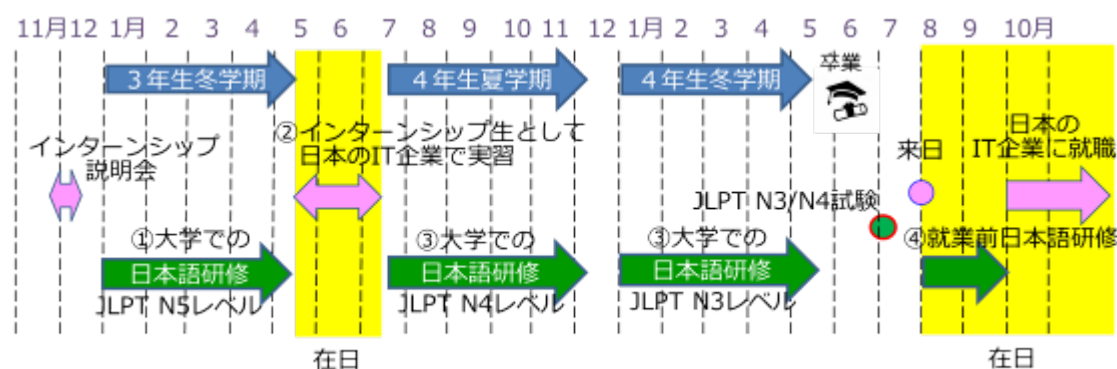 11月 12 1月 2 3 4 5 6 7 8 9 10 11 12 1月 2 3 4 5 6 7 8 9 10月
3年生冬学期 4年生夏学期 4年生冬学期 卒業
インターンシップ
説明会
②インターンシップ生として
日本のIT企業で実習
日本の
IT企業に就職
来日
JLPT N3/N4試験
①大学での
日本語研修
JLPT N5レベル
③大学での
日本語研修
JLPT N4レベル
③大学での
日本語研修
JLPT N3レベル
④就業前日本語研修
在日 在日